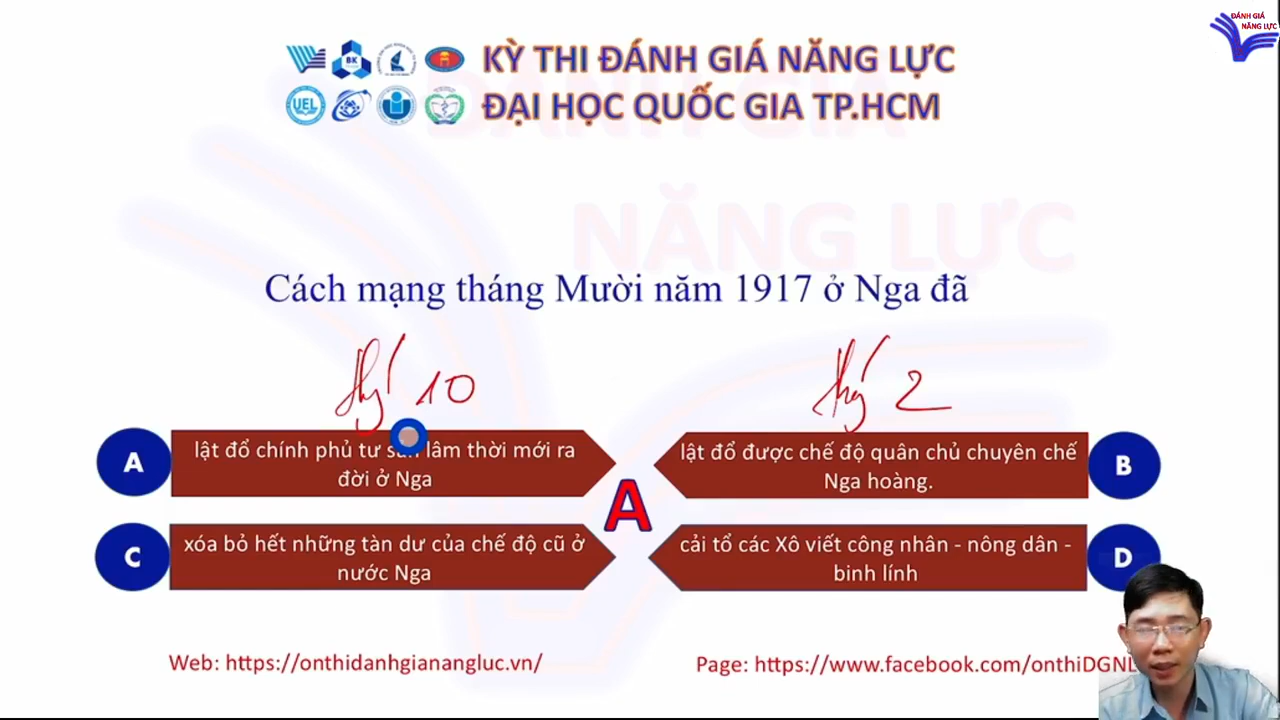 ĐÁNH GIÁ
NĂNG LỰC
KỲ THI ĐÁNH GIÁ NĂNG LỰC
BK
UEL
ĐẠI HỌC QUỐC GIA TP.HCM
NĂNG LỰC
Cách mạng tháng Mười năm 1917 ở Nga đã
10
2
A
lật đổ chính phủ tư lâm thời mới ra
đời ở Nga
lật đổ được chế độ quân chủ chuyên chế
Nga hoàng.
B
A
C
xóa bỏ hết những tàn dư của chế độ cũ ở
nước Nga
cải tổ các Xô viết công nhân - nông dân -
binh lính
D
Web: https://onthidanhgianangluc.vn/
Page: https://www.facebook.com/onthiDGNL